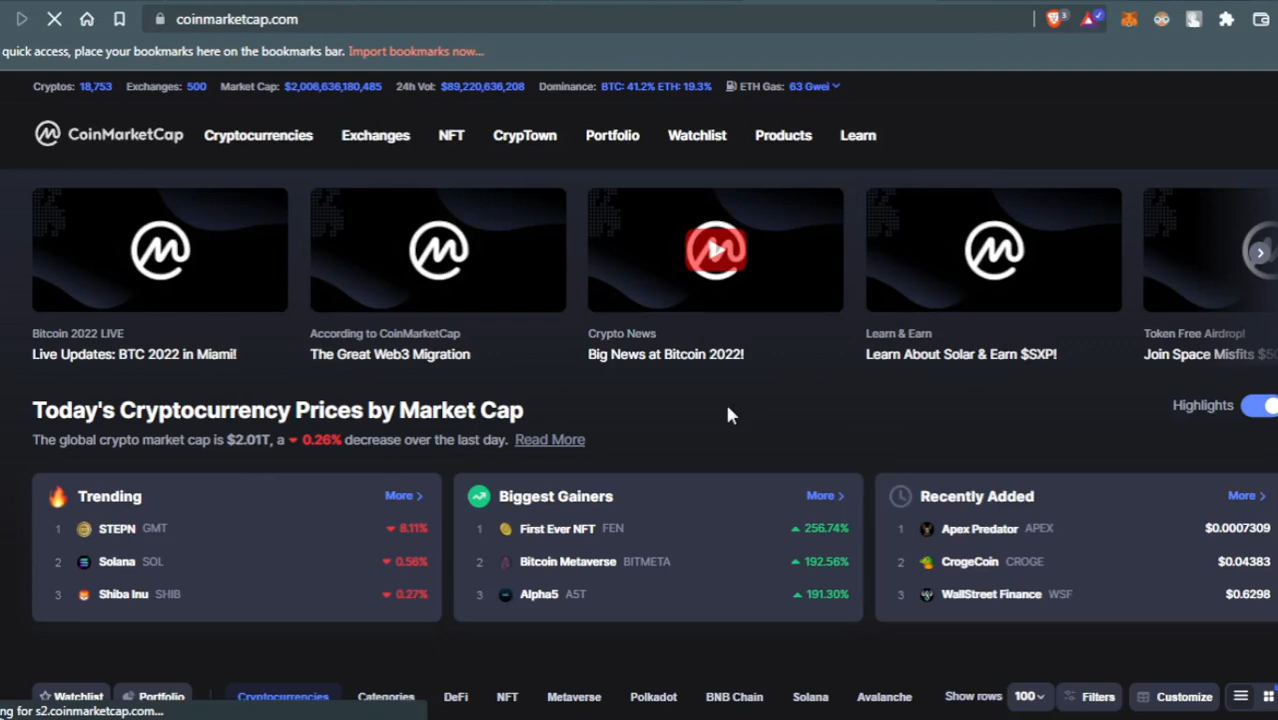 coinmarketcap.com
3
quick access, place your bookmarks here on the bookmarks bar. Import bookmarks now...
Cryptos: 18,753 Exchanges: 500 Market Cap: $2,006,636,180,485 24h Vol: $89,220,636,208 Dominance: BTC: 41.2% ETH: 19.3% ETH Gas: 63 Gwei
CoinMarketCap Cryptocurrencies Exchanges NFT CrypTown Portfolio Watchlist Products Learn
Bitcoin 2022 LIVE
Live Updates: BTC 2022 in Miami!
According to CoinMarketCap
The Great Web3 Migration
Crypto News
Big News at Bitcoin 2022!
Learn & Earn
Learn About Solar & Earn $SXP!
Token Free Airdrop!
Join Space Misfits
Today's Cryptocurrency Prices by Market Cap
Highlights
The global crypto market cap is $2.01T, a 0.26% decrease over the last day. Read More
Trending More >
1 STEPN GMT 8.11%
2 Solana SOL 0.56%
3 Shiba Inu SHIB 0.27%
Biggest Gainers More >
1 First Ever NFT FEN 256.74%
2 Bitcoin Metaverse BITMETA 192.56%
3 Alpha5 A5T 191.30%
Recently Added More >
1 Apex Predator APEX $0.0007309
2 CrogeCoin CROGE $0.04383
3 WallStreet Finance WSF $0.6298
Watchlist Portfolio Cryptocurrencies Categories DeFi NFT Metaverse Polkadot BNB Chain Solana Avalanche Show rows 100 Filters Customize
ng for s2.coinmarketcap.com...